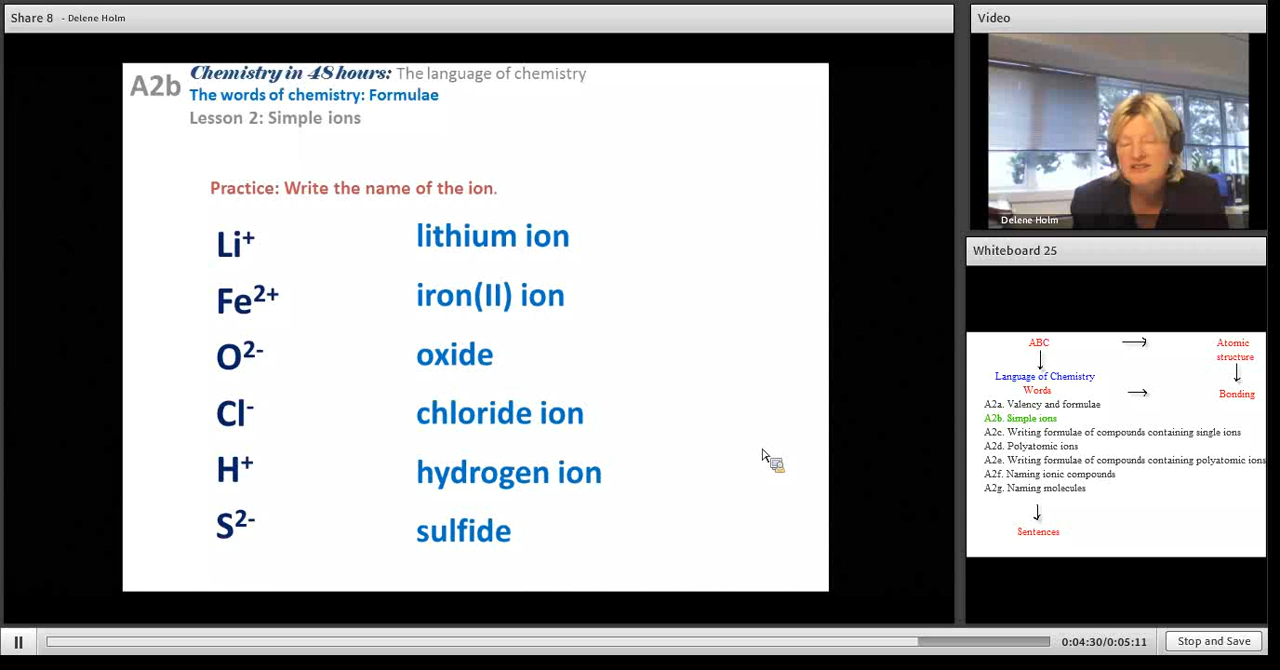 Share 8 - Delene Holm
A2b
Chemistry in 48 hours: The language of chemistry
The words of chemistry: Formulae
Lesson 2: Simple ions
Practice: Write the name of the ion.
Li⁺ lithium ion
Fe²⁺ iron(II) ion
O²⁻ oxide
Cl⁻ chloride ion
H⁺ hydrogen ion
S²⁻ sulfide
Video
Delene Holm
Whiteboard 25
ABC → Atomic
structure
Language of Chemistry
Words → Bonding
A2a. Valency and formulae
A2b. Simple ions
A2c. Writing formulae of compounds containing single ions
A2d. Polyatomic ions
A2e. Writing formulae of compounds containing polyatomic ions
A2f. Naming ionic compounds
A2g. Naming molecules
Sentences
0:04:30/0:05:11
Stop and Save